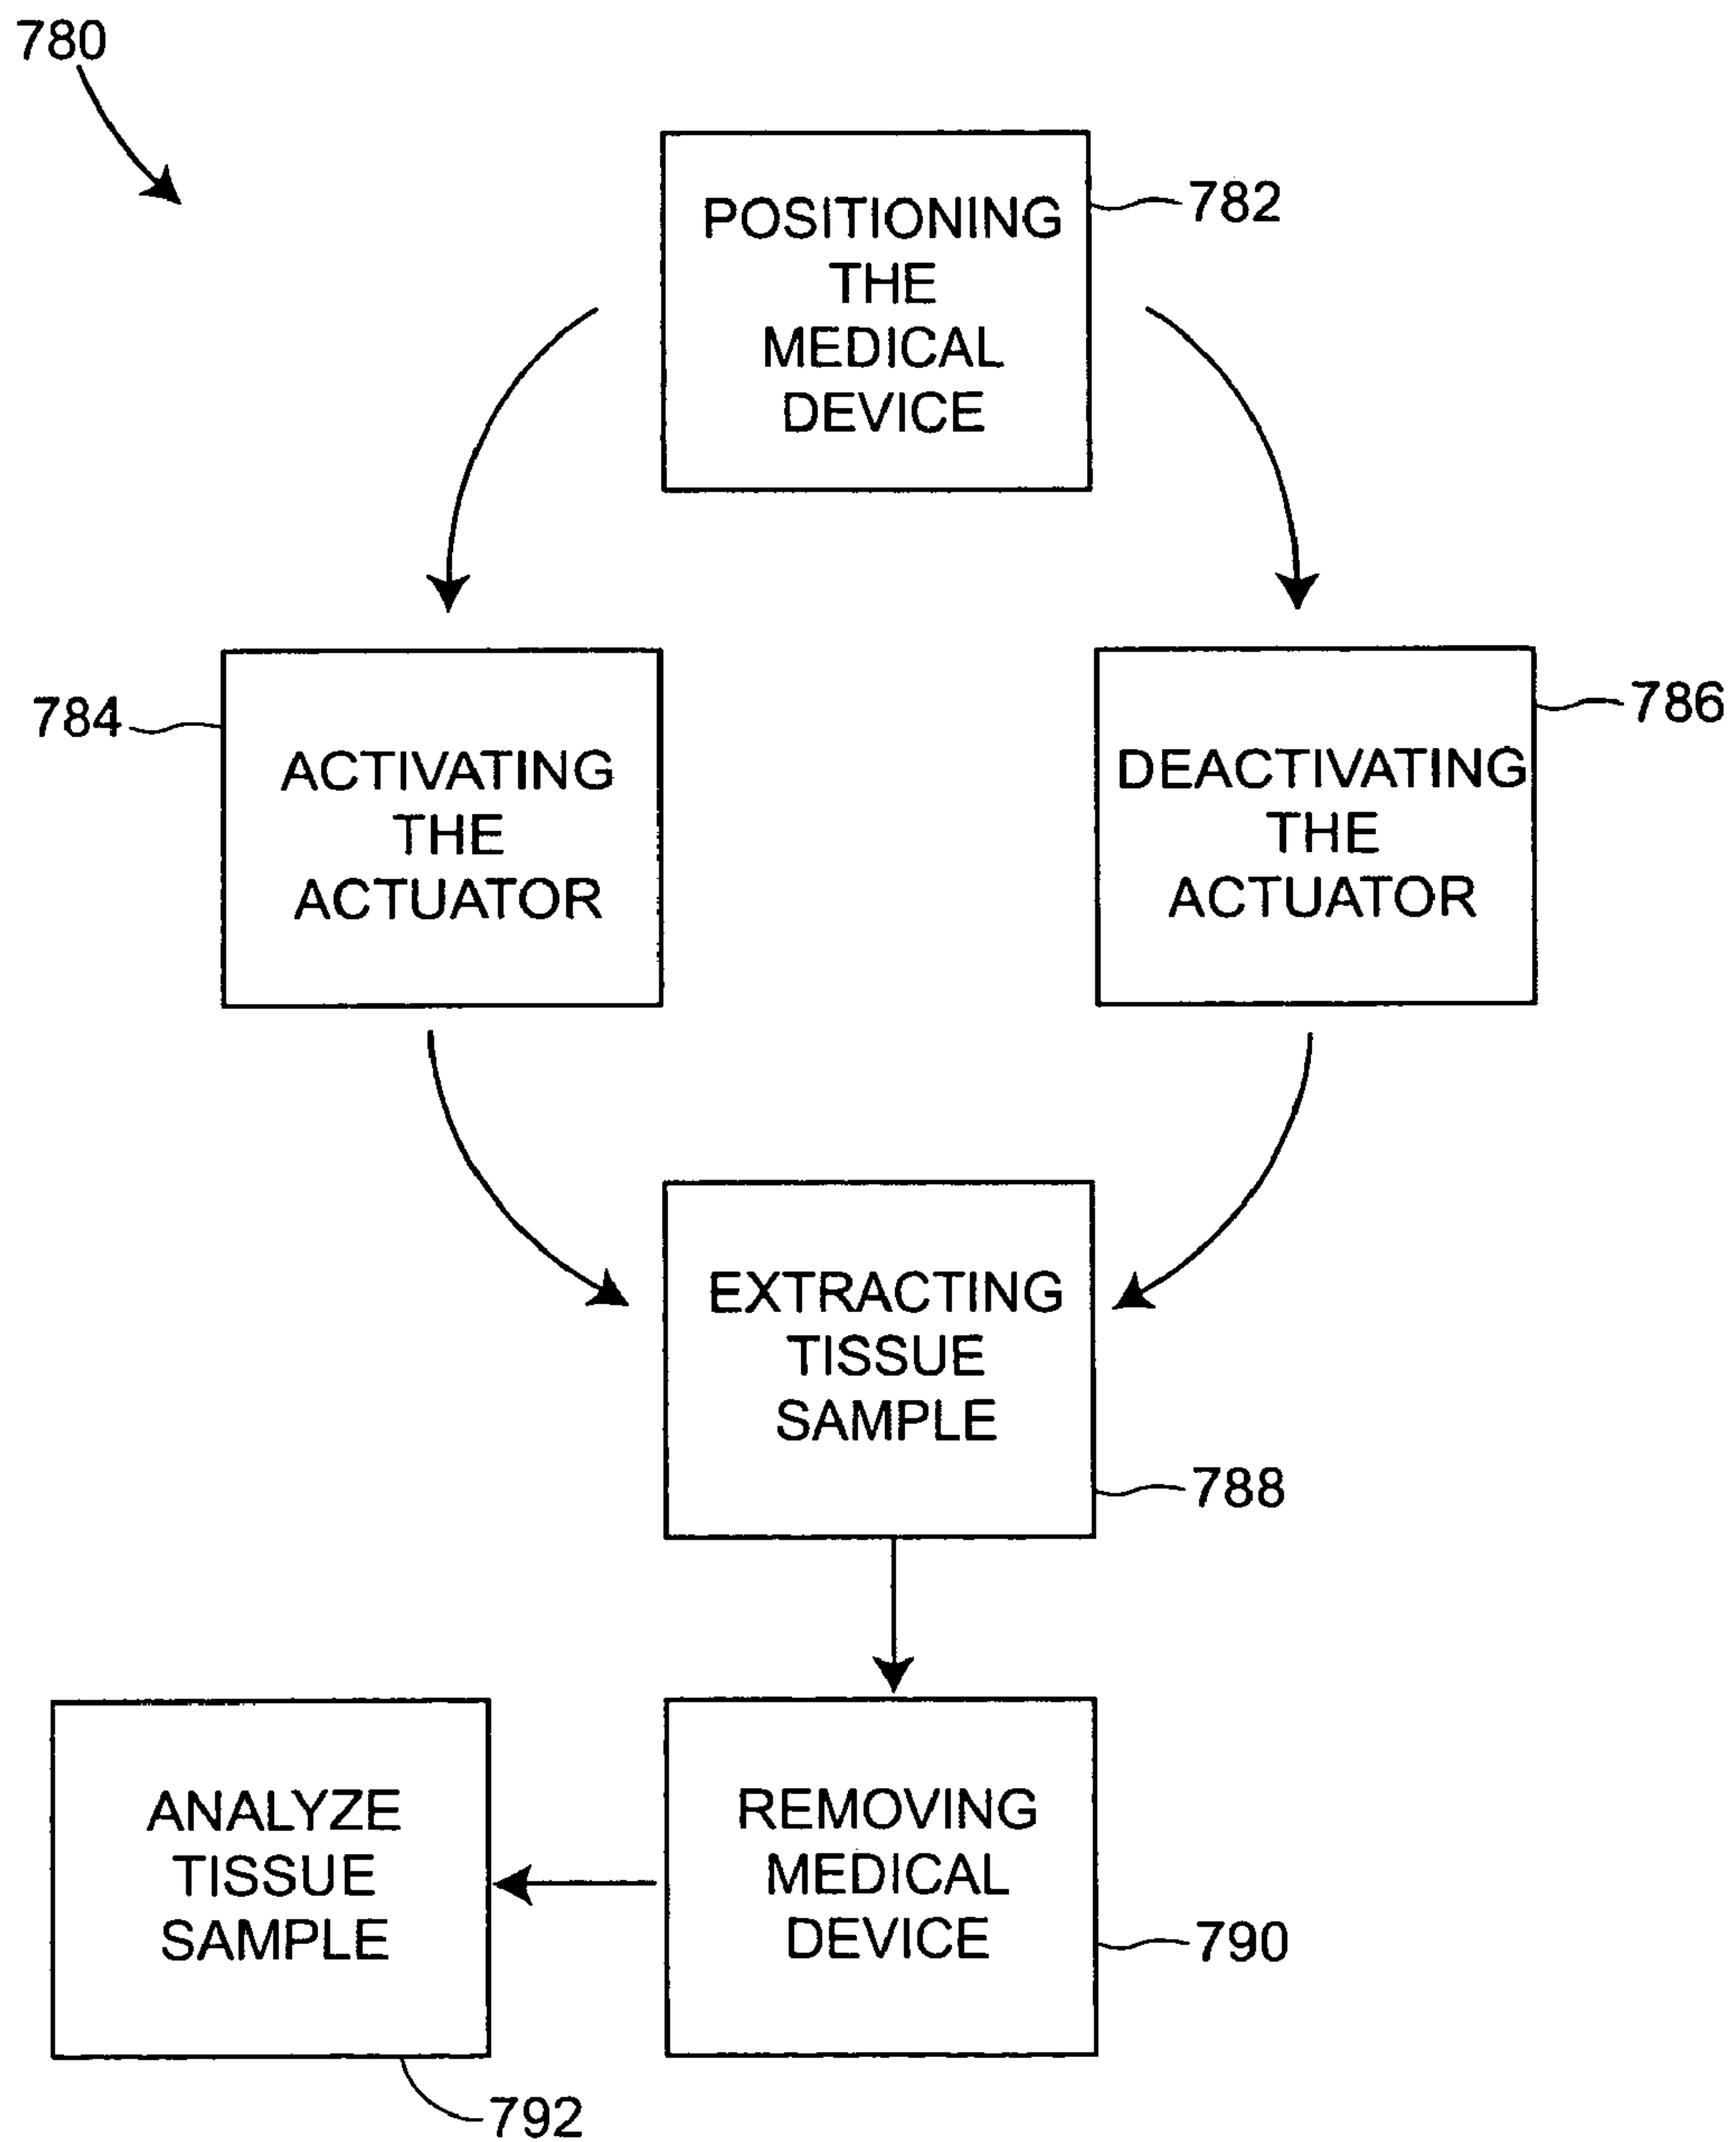 780
POSITIONING
THE
MEDICAL
DEVICE
782
784
ACTIVATING
THE
ACTUATOR
DEACTIVATING
THE
ACTUATOR
786
EXTRACTING
TISSUE
SAMPLE
788
ANALYZE
TISSUE
SAMPLE
792
REMOVING
MEDICAL
DEVICE
790